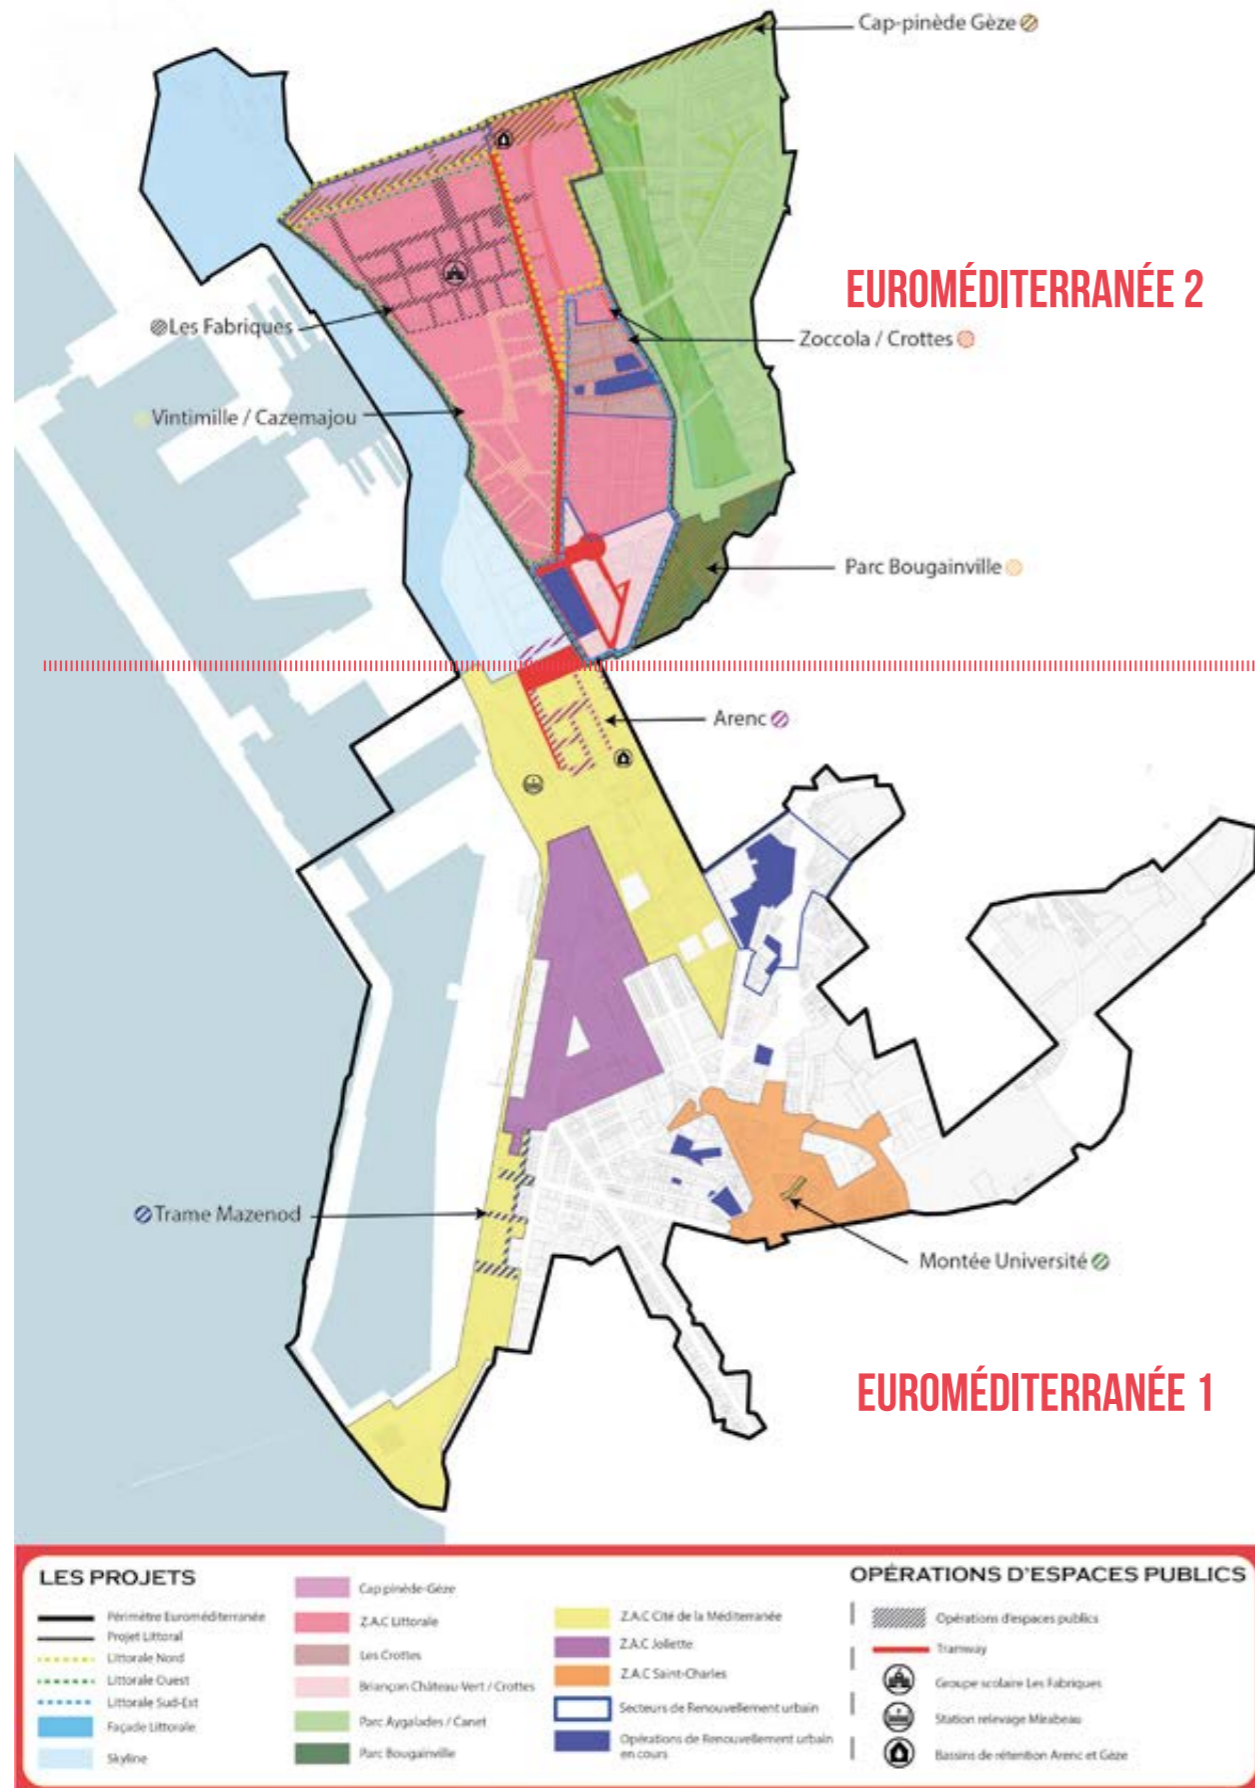 Cap-pinède Gèze
EUROMÉDITERRANÉE 2
Les Fabriques
Zoccola / Crottes
Vintimille / Cazemajou
Parc Bougainville
Arenc
Trame Mazenod
Montée Université
EUROMÉDITERRANÉE 1
LES PROJETS
Périmètre Euroméditerranée
Projet Littoral
Littorale Nord
Littorale Ouest
Littorale Sud-Est
Façade Littorale
Skyline
Cap pinède-Gèze
Z.A.C Littorale
Les Crottes
Briançon Château-Vert / Crottes
Parc Aygalades / Canet
Parc Bougainville
Z.A.C Cité de la Méditerranée
Z.A.C Joliette
Z.A.C Saint-Charles
Secteurs de Renouvellement urbain
Opérations de Renouvellement urbain
en cours
OPÉRATIONS D'ESPACES PUBLICS
Opérations d'espaces publics
Tramway
Groupe scolaire Les Fabriques
Station relevage Mirabeau
Bassins de rétention Arenc et Gèze